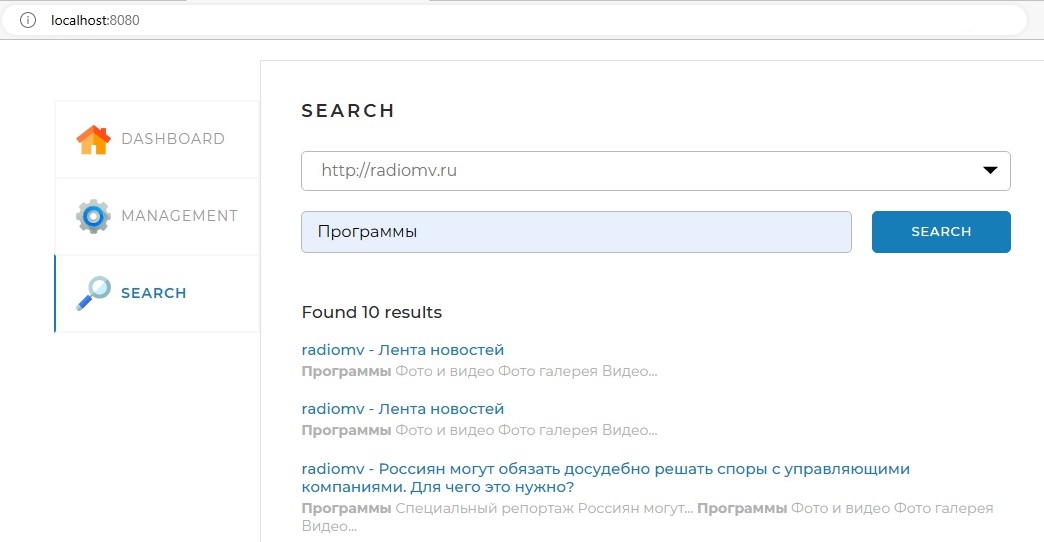 localhost:8080
SEARCH
DASHBOARD
http://radiomv.ru
MANAGEMENT
Программы
SEARCH
SEARCH
Found 10 results
radiomv - Лента новостей
Программы Фото и видео Фото галерея Видео...
radiomv - Лента новостей
Программы Фото и видео Фото галерея Видео...
radiomv - Россиян могут обязать досудебно решать споры с управляющими
компаниями. Для чего это нужно?
Программы Специальный репортаж Россиян могут... Программы Фото и видео Фото галерея
Видео...